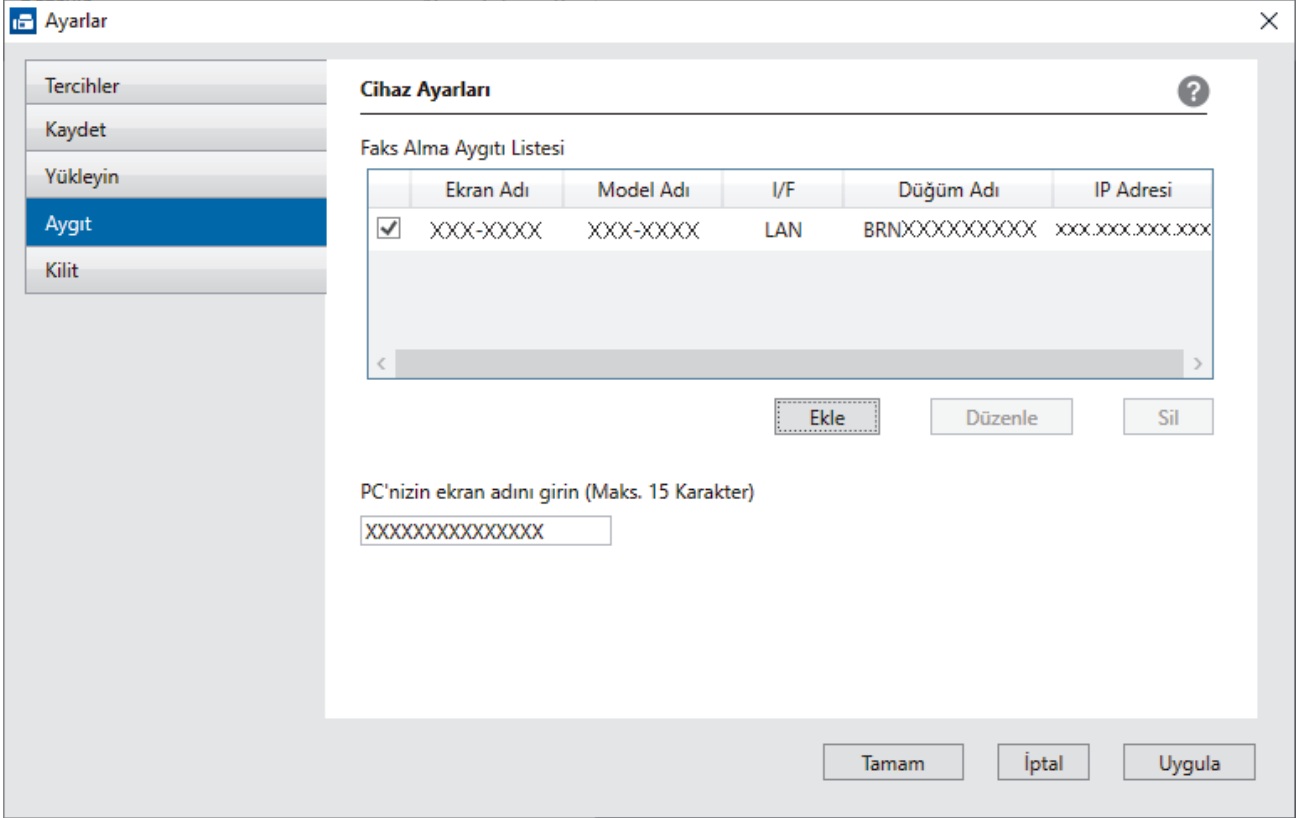 Ayarlar
Tercihler
Kaydet
Yükleyin
Aygıt
Kilit
Cihaz Ayarları
?
Faks Alma Aygıtı Listesi
Ekran Adı Model Adı I/F Düğüm Adı IP Adresi
XXX-XXXX XXX-XXXX LAN BRNXXXXXXXXX xxx.xxx.xxx.xxx
Ekle Düzenle Sil
PC'nizin ekran adını girin (Maks. 15 Karakter)
XXXXXXXXXXXXXXX
Tamam İptal Uygula